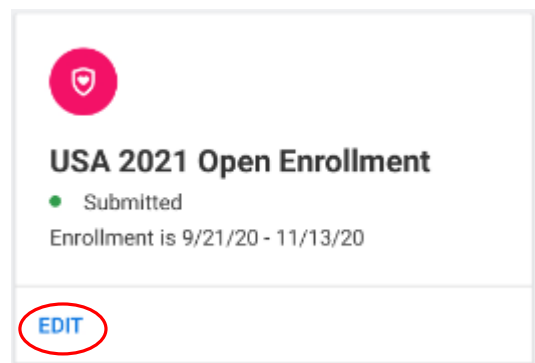 USA 2021 Open Enrollment
Submitted
Enrollment is 9/21/20 - 11/13/20
EDIT